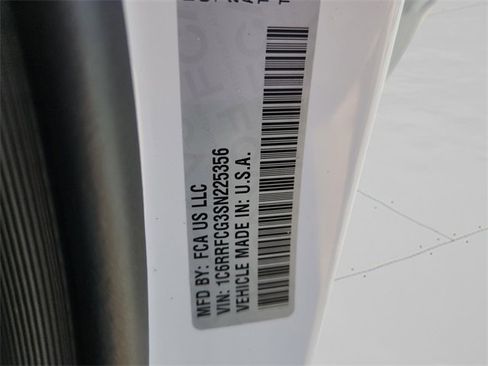 MFD BY: FCA US LLC
VIN: 1C6RRFCG3SN225356
VEHICLE MADE IN: U.S.A.